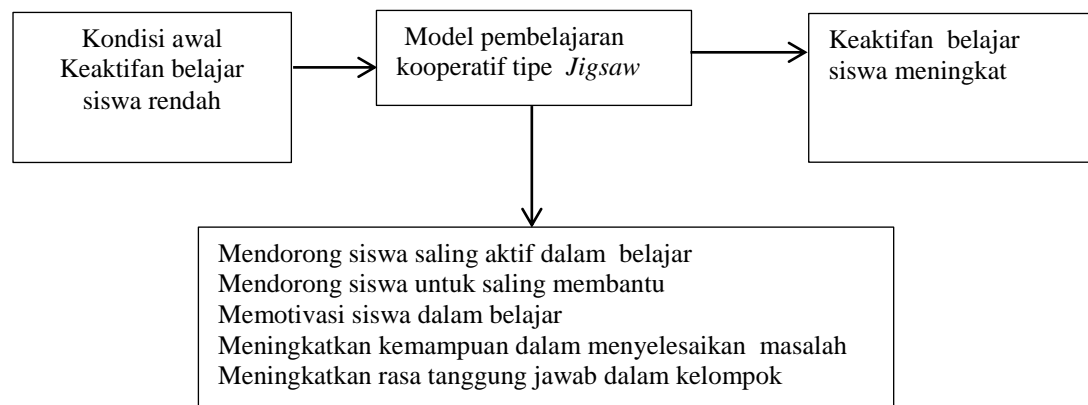 Kondisi awal
Keaktifan belajar
siswa rendah
Model pembelajaran
kooperatif tipe Jigsaw
Keaktifan belajar
siswa meningkat
Mendorong siswa saling aktif dalam belajar
Mendorong siswa untuk saling membantu
Memotivasi siswa dalam belajar
Meningkatkan kemampuan dalam menyelesaikan masalah
Meningkatkan rasa tanggung jawab dalam kelompok